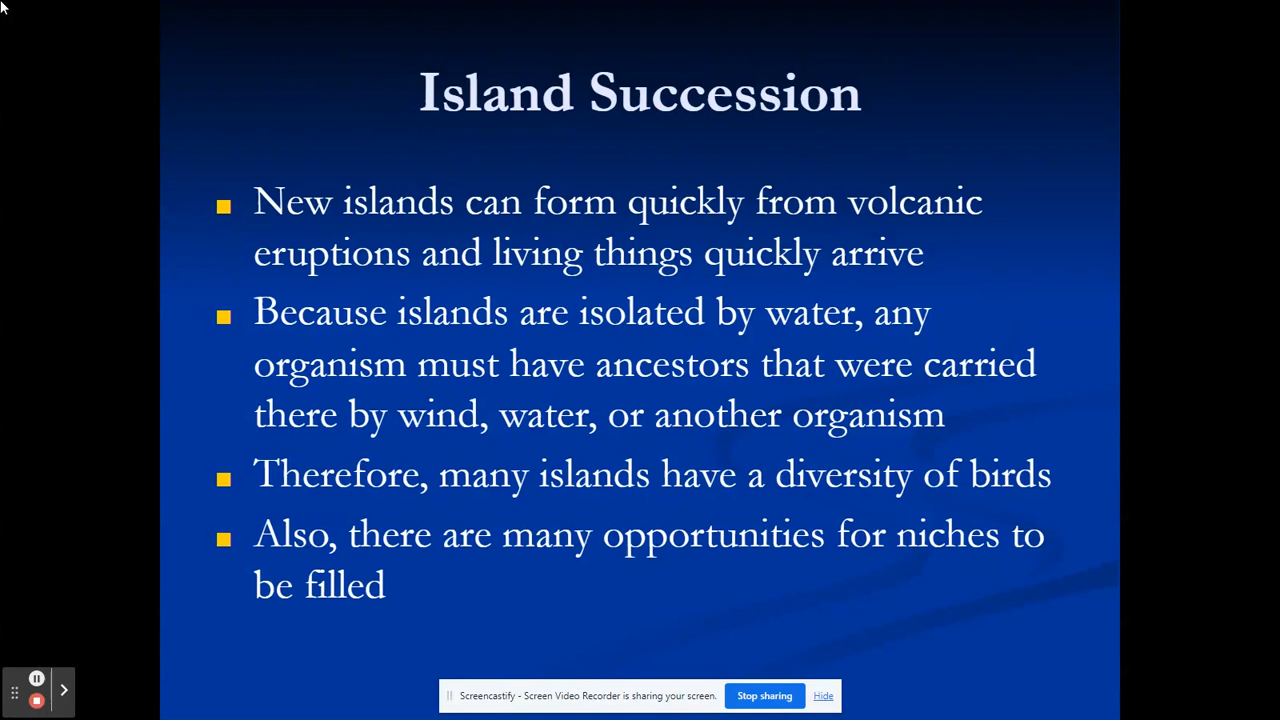 Island Succession
New islands can form quickly from volcanic
eruptions and living things quickly arrive
Because islands are isolated by water, any
organism must have ancestors that were carried
there by wind, water, or another organism
Therefore, many islands have a diversity of birds
Also, there are many opportunities for niches to
be filled
Screencastify - Screen Video Recorder is sharing your screen. Stop sharing Hide